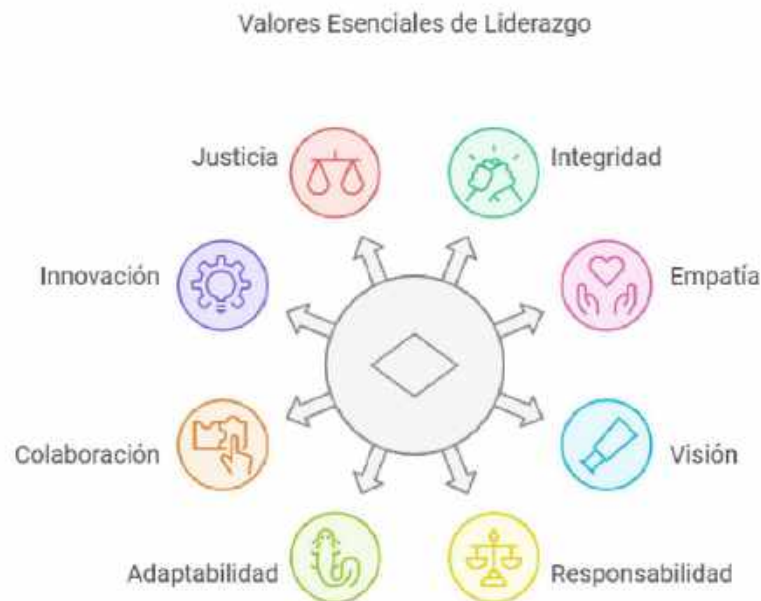 Valores Esenciales de Liderazgo
Justicia
Integridad
Innovación
Empatía
Colaboración
Visión
Adaptabilidad
Responsabilidad